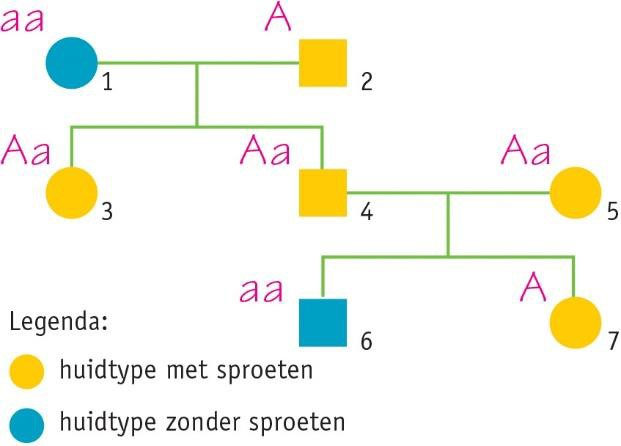 aa
A
1
2
Aa
Aa
Aa
3
4
5
aa
A
6
7
Legenda:
huidtype met sproeten
huidtype zonder sproeten